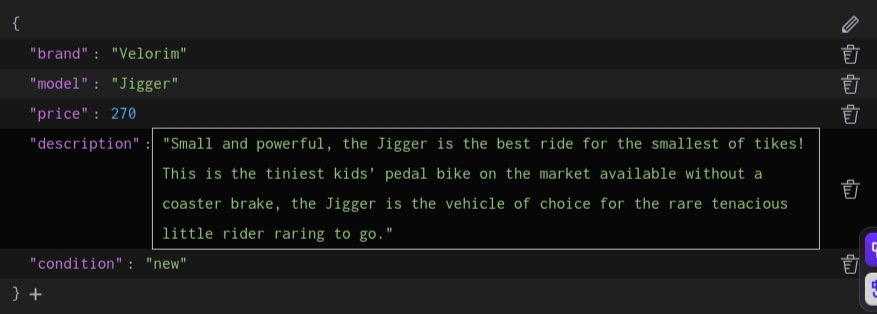 {
"brand": "Velorim"
"model": "Jigger"
"price": 270
"description": "Small and powerful, the Jigger is the best ride for the smallest of tikes!
This is the tiniest kids’ pedal bike on the market available without a
coaster brake, the Jigger is the vehicle of choice for the rare tenacious
little rider raring to go."
"condition": "new"
} +